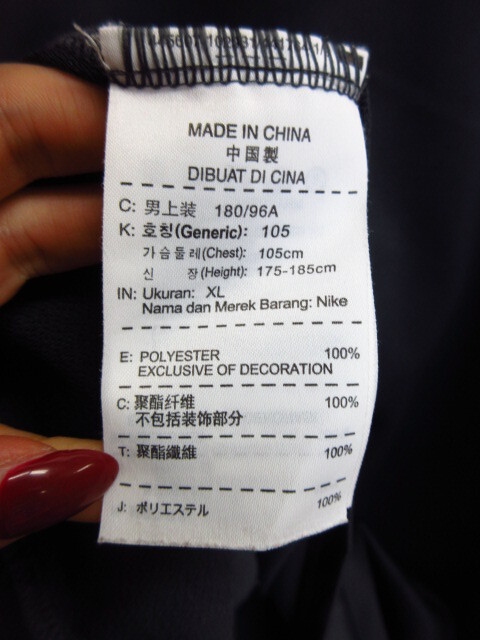 MADE IN CHINA
中国製
DIBUAT DI CINA
C: 男上装 180/96A
K: 호칭(Generic): 105
가슴둘레(Chest): 105cm
신 장(Height): 175-185cm
IN: Ukuran: XL
Nama dan Merek Barang: Nike
E: POLYESTER 100%
EXCLUSIVE OF DECORATION
C: 聚酯纤维 100%
不包括装饰部分
T: 聚酯纖維 100%
J: ポリエステル 100%